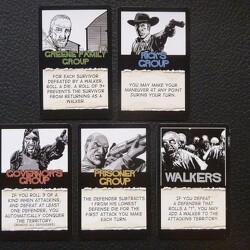 GREENE FAMILY
GROUP
FOR EACH SURVIVOR
DEFEATED BY A WALKER,
ROLL A DIE. A ROLL OF 3+
PREVENTS THE SURVIVOR
FROM RETURNING AS A
WALKER.
RICK'S
GROUP
YOU MAY MAKE YOUR
MANEUVER AT ANY POINT
DURING YOUR TURN.
GOVERNOR'S
GROUP
IF YOU ROLL 3 OF A
KIND WHEN ATTACKING,
AND DEFEAT AT LEAST
ONE DEFENDER, YOU
AUTOMATICALLY CONQUER
THE TERRITORY.
PRISONER
GROUP
THE DEFENDER SUBTRACTS
1 FROM HIS LOWEST
DEFENSE DIE FOR THE
FIRST ATTACK YOU MAKE
EACH TURN.
WALKERS
IF YOU DEFEAT
A DEFENDER THAT
ROLLS A "1", YOU MAY
ADD A WALKER TO THE
ATTACKING TERRITORY.